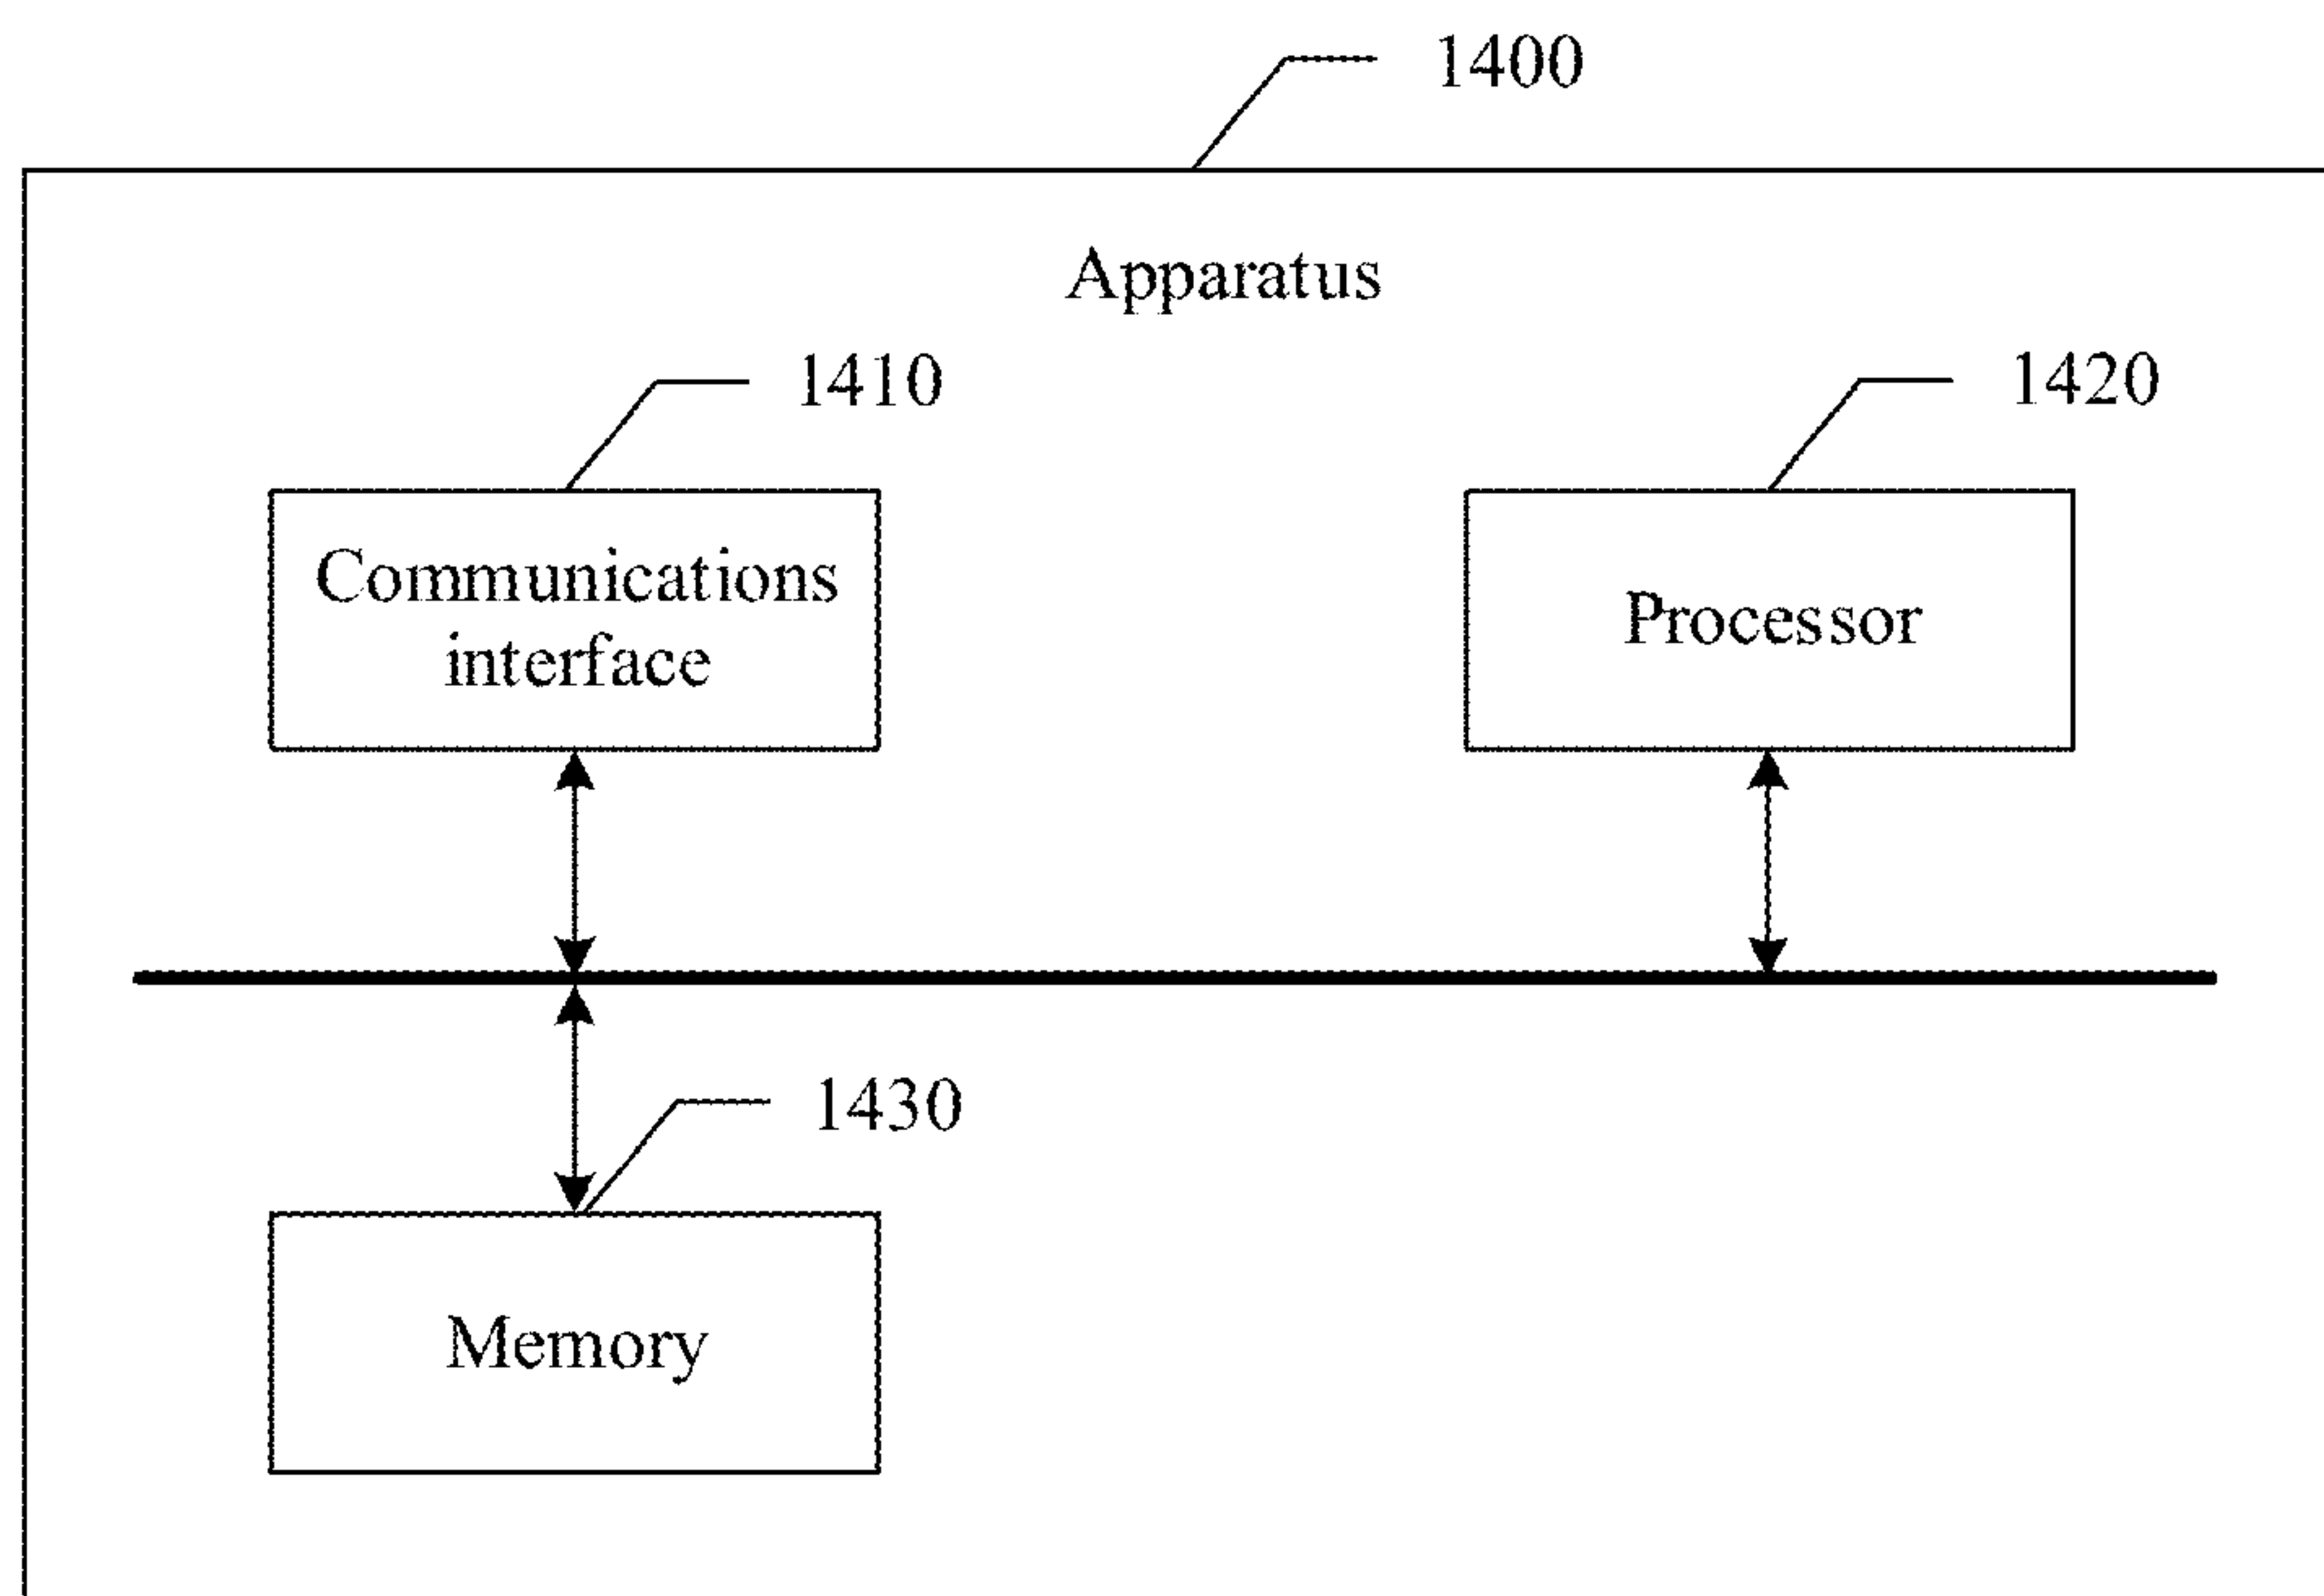 1400
Apparatus
1410
1420
Communications
interface
Processor
1430
Memory